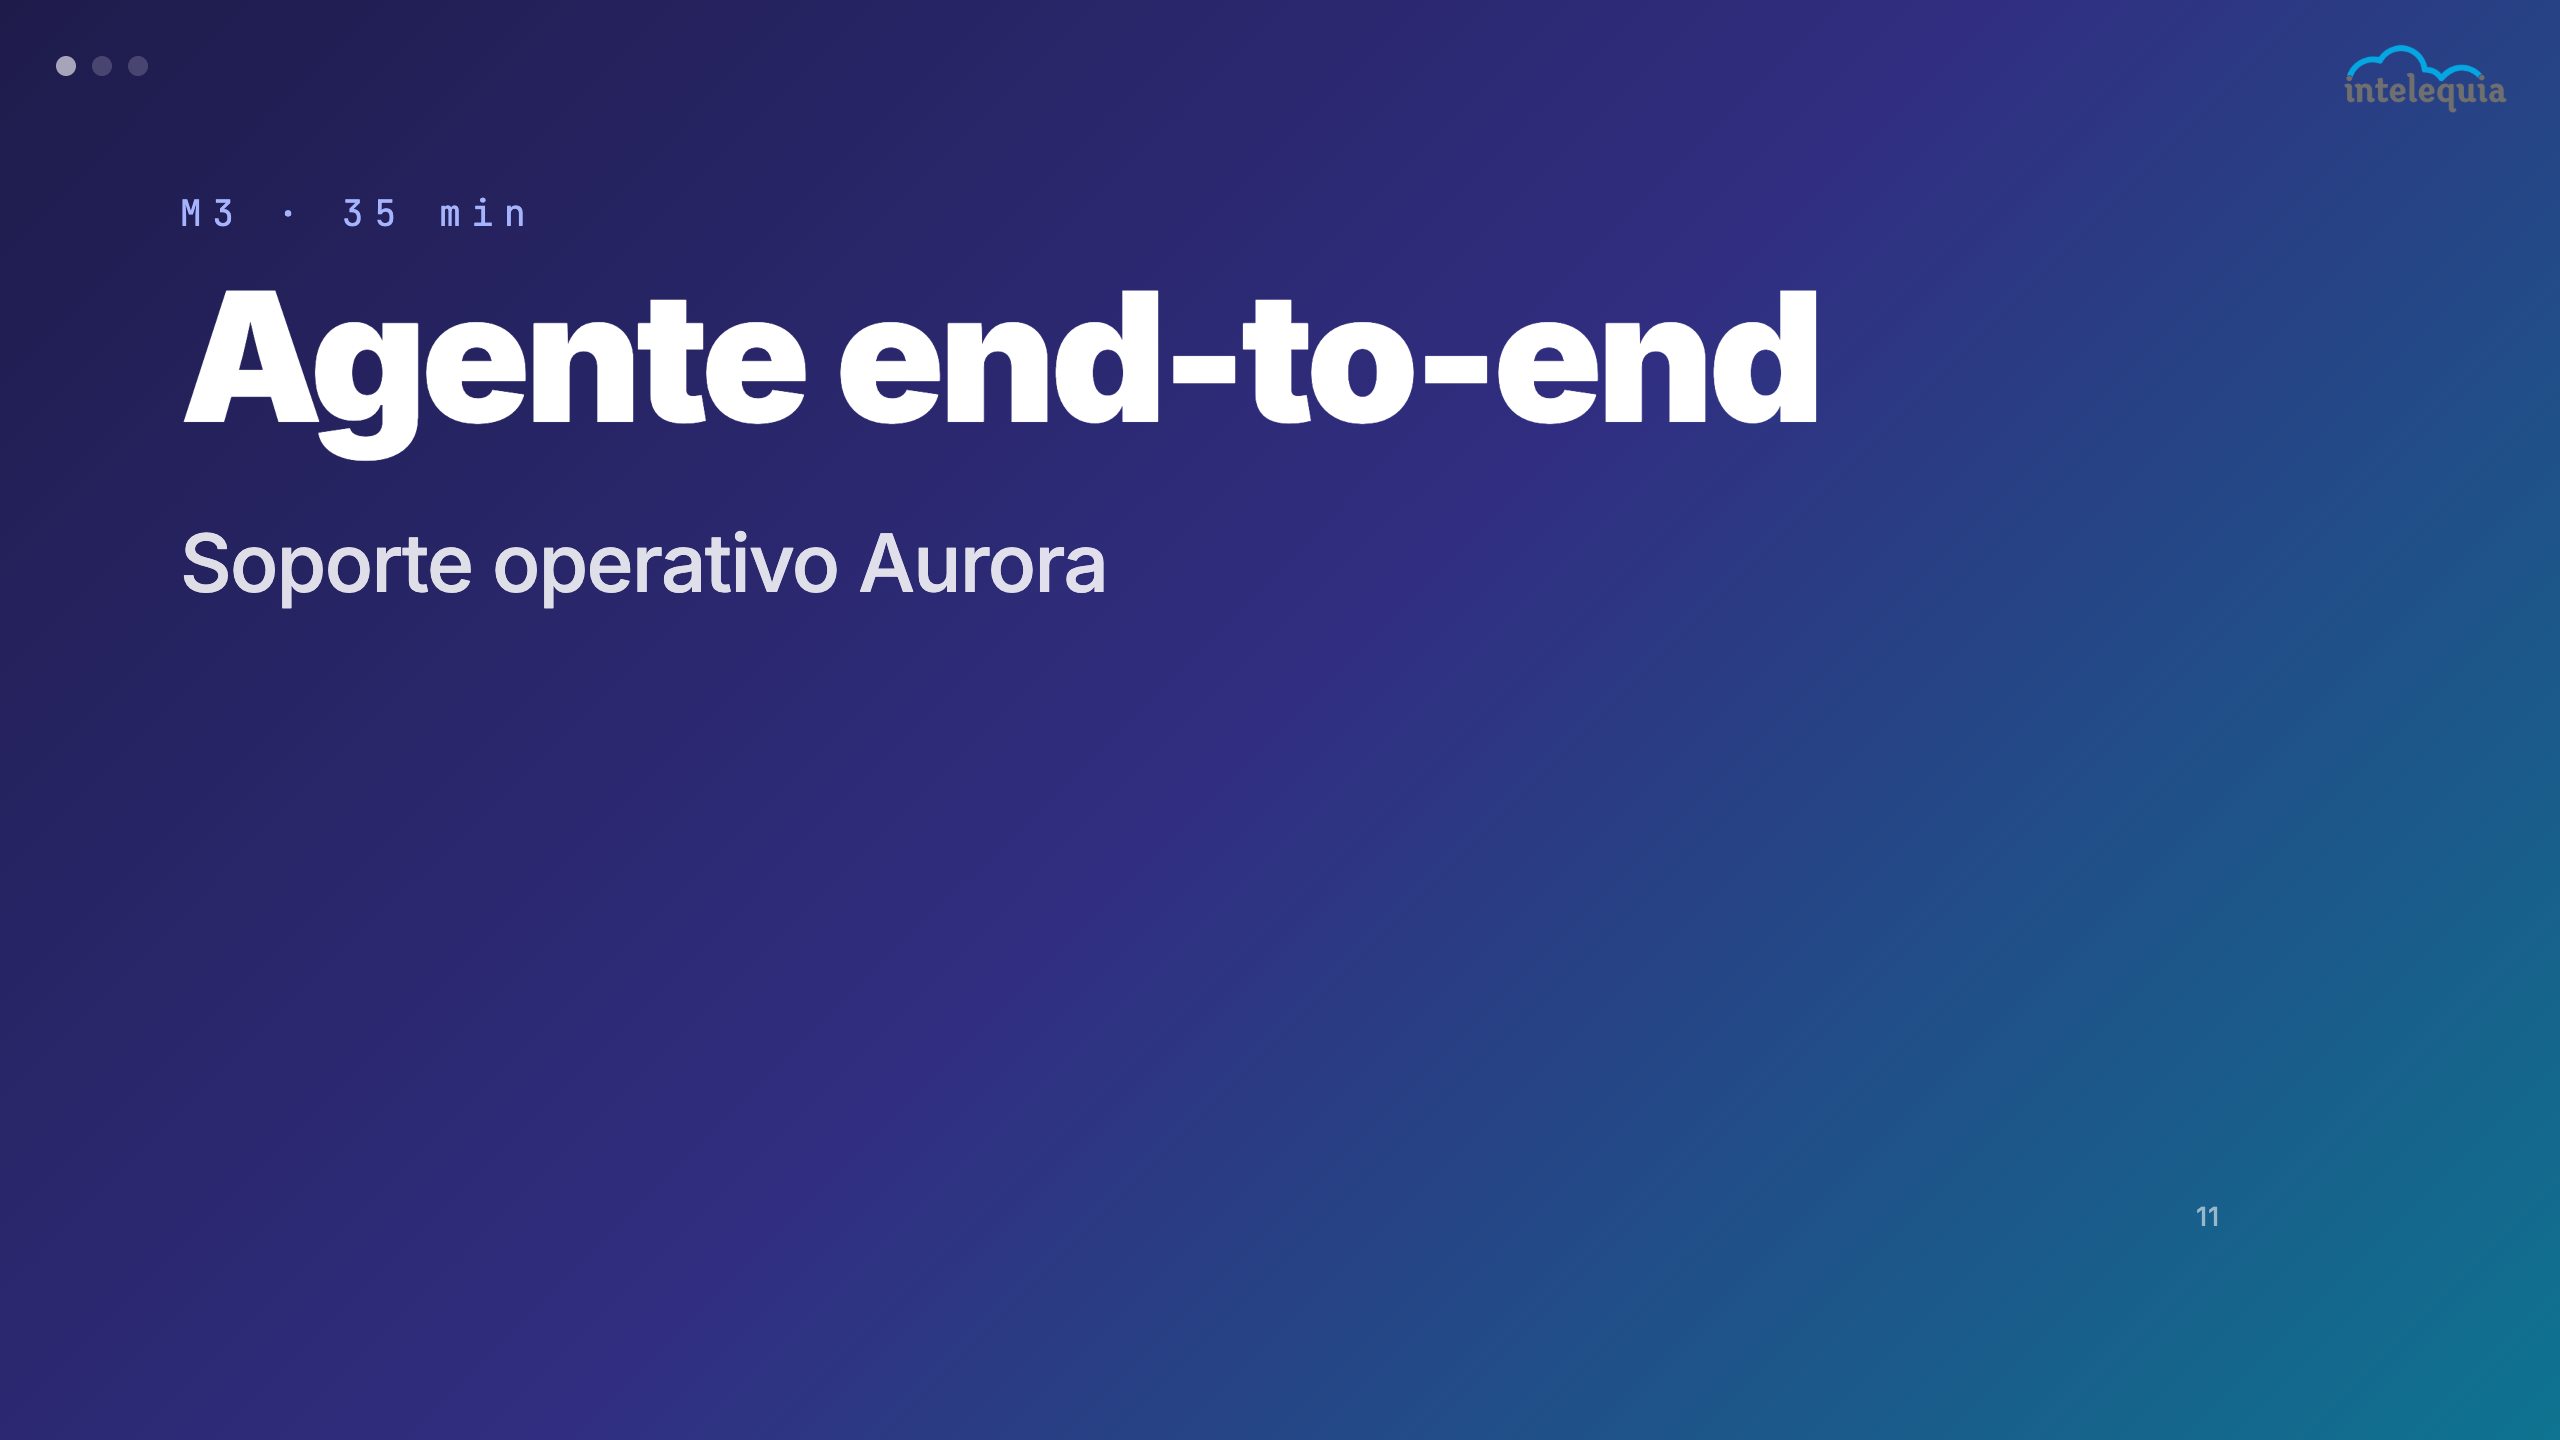 intelequia
M3 · 35 min
Agente end-to-end
Soporte operativo Aurora
11